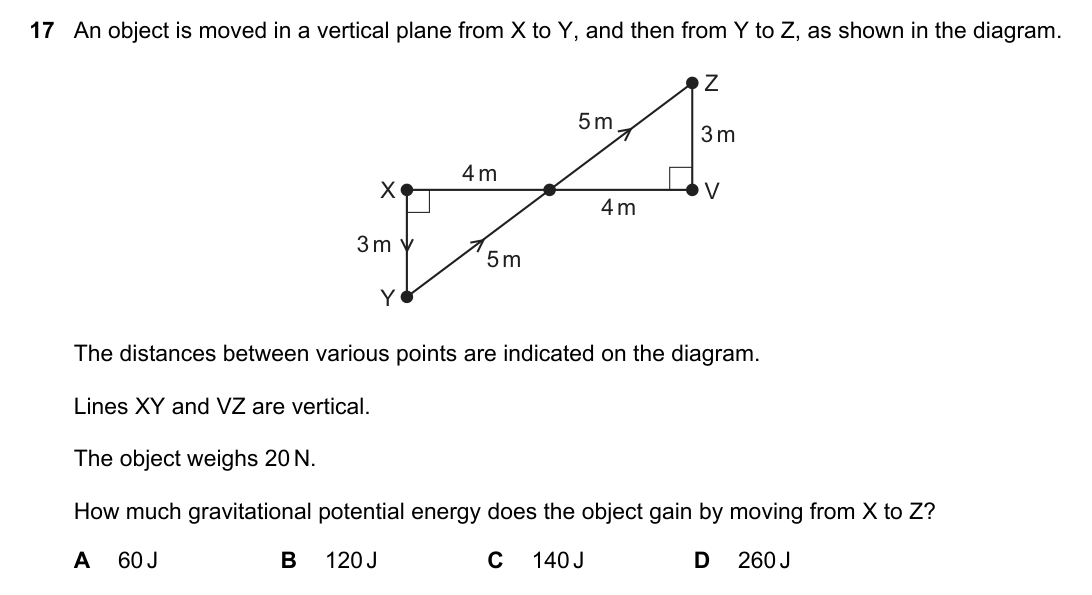 17 An object is moved in a vertical plane from X to Y, and then from Y to Z, as shown in the diagram.
Z
5 m
3 m
4 m
X
V
4 m
3 m
5 m
Y
The distances between various points are indicated on the diagram.
Lines XY and VZ are vertical.
The object weighs 20 N.
How much gravitational potential energy does the object gain by moving from X to Z?
A 60 J B 120 J C 140 J D 260 J